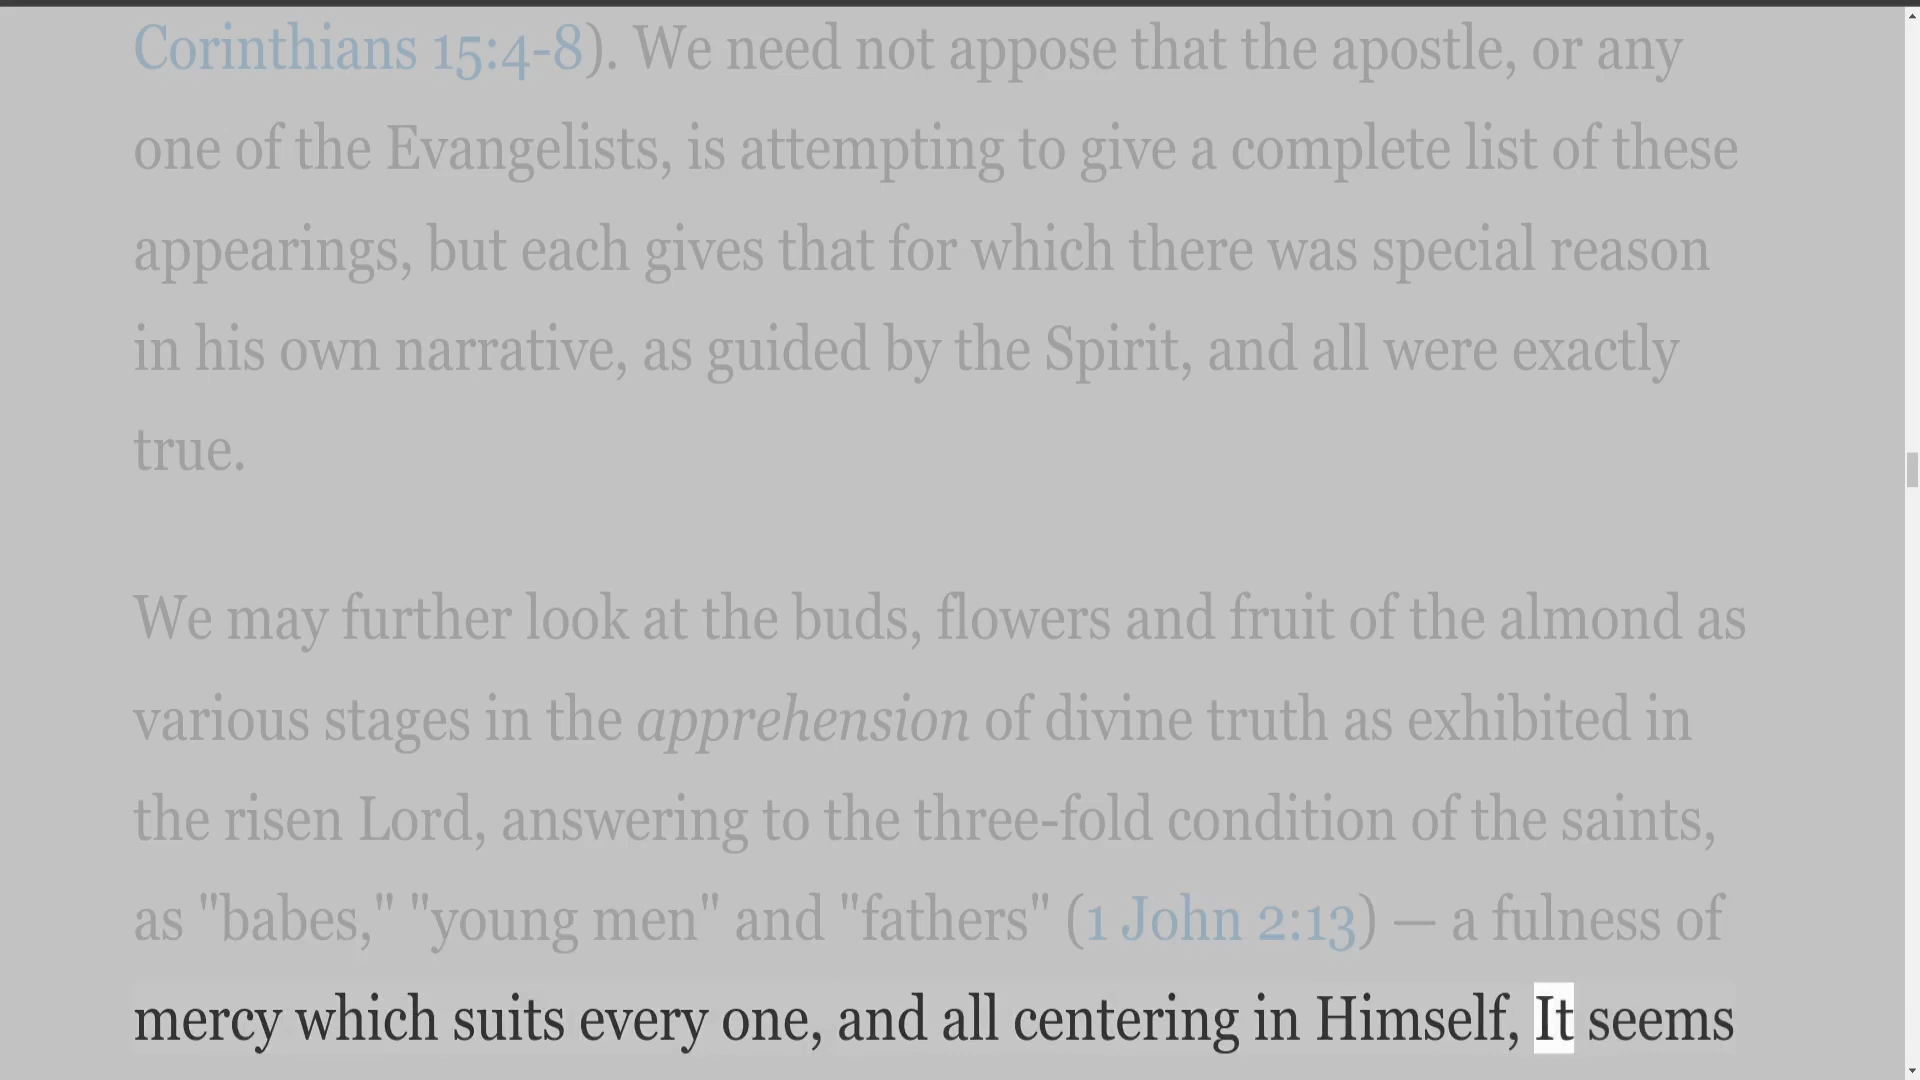 Corinthians 15:4-8). We need not appose that the apostle, or any
one of the Evangelists, is attempting to give a complete list of these
appearings, but each gives that for which there was special reason
in his own narrative, as guided by the Spirit, and all were exactly
true.
We may further look at the buds, flowers and fruit of the almond as
various stages in the apprehension of divine truth as exhibited in
the risen Lord, answering to the three-fold condition of the saints,
as "babes," "young men" and "fathers" (1 John 2:13) — a fulness of
mercy which suits every one, and all centering in Himself, It seems